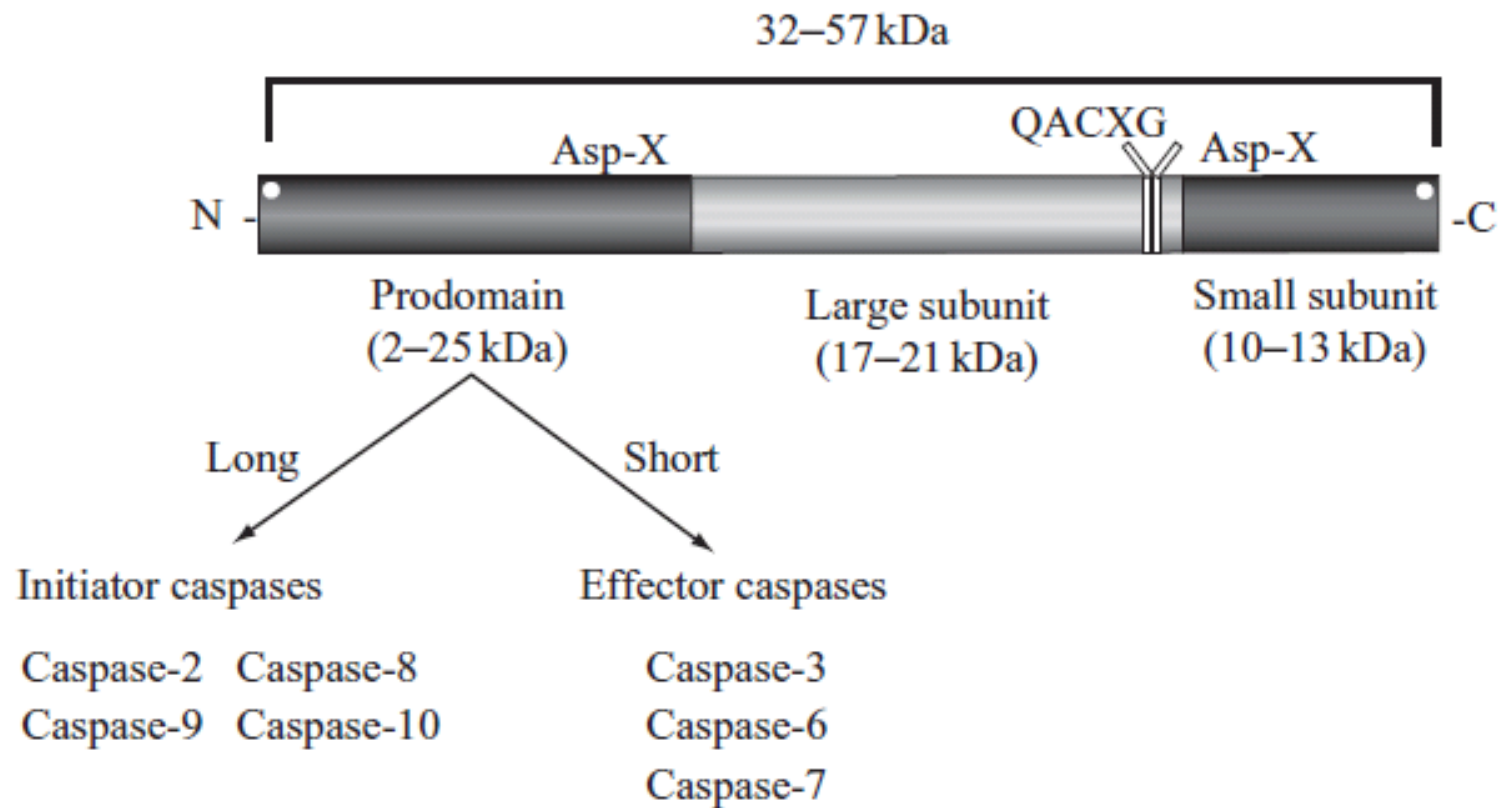 32–57 kDa
QACXG
Asp-X
Asp-X
N -
-C
Prodomain
(2–25 kDa)
Large subunit
(17–21 kDa)
Small subunit
(10–13 kDa)
Long
Short
Initiator caspases
Effector caspases
Caspase-2 Caspase-8
Caspase-3
Caspase-9 Caspase-10
Caspase-6
Caspase-7